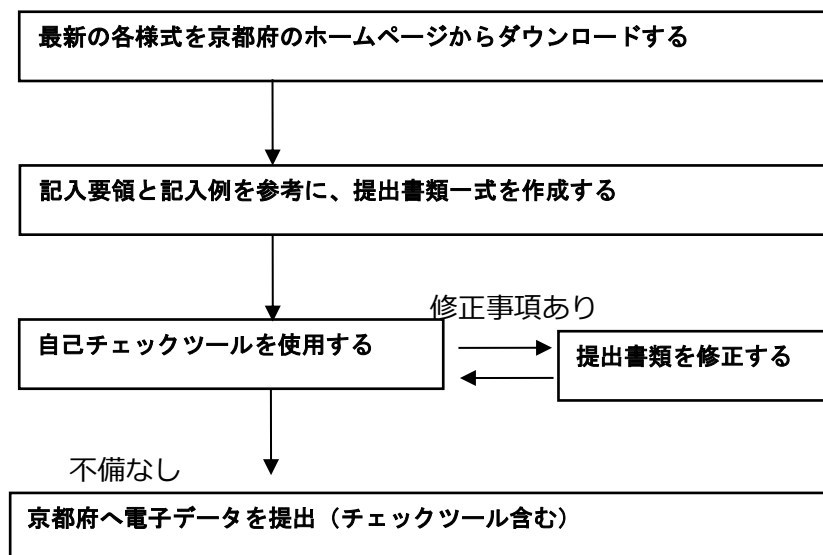 最新の各様式を京都府のホームページからダウンロードする
記入要領と記入例を参考に、提出書類一式を作成する
修正事項あり
自己チェックツールを使用する
提出書類を修正する
不備なし
京都府へ電子データを提出（チェックツール含む）